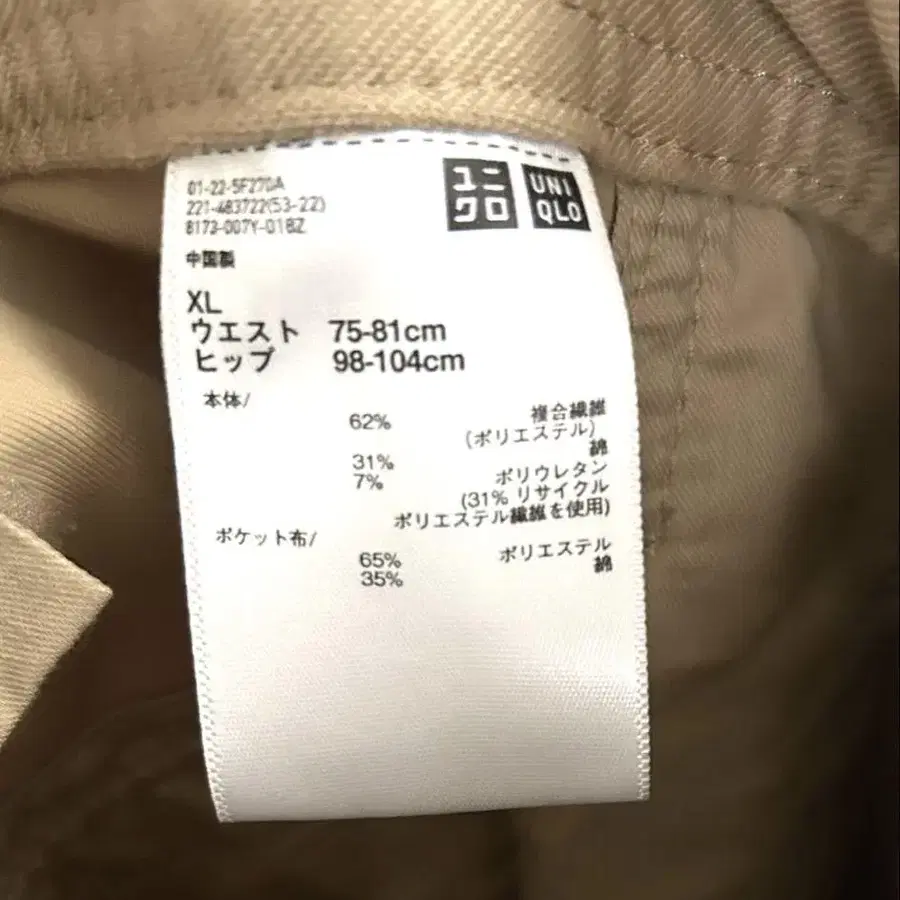 01-22-5F270A
221-483722(53-22)
8173-007Y-01BZ
ユニ
クロ
UNI
QLO
中国製
XL
ウエスト 75-81cm
ヒップ 98-104cm
本体/
62% 複合繊維
(ポリエステル)
31% 綿
7% ポリウレタン
(31% リサイクル
ポリエステル繊維を使用)
ポケット布/
65% ポリエステル
35% 綿